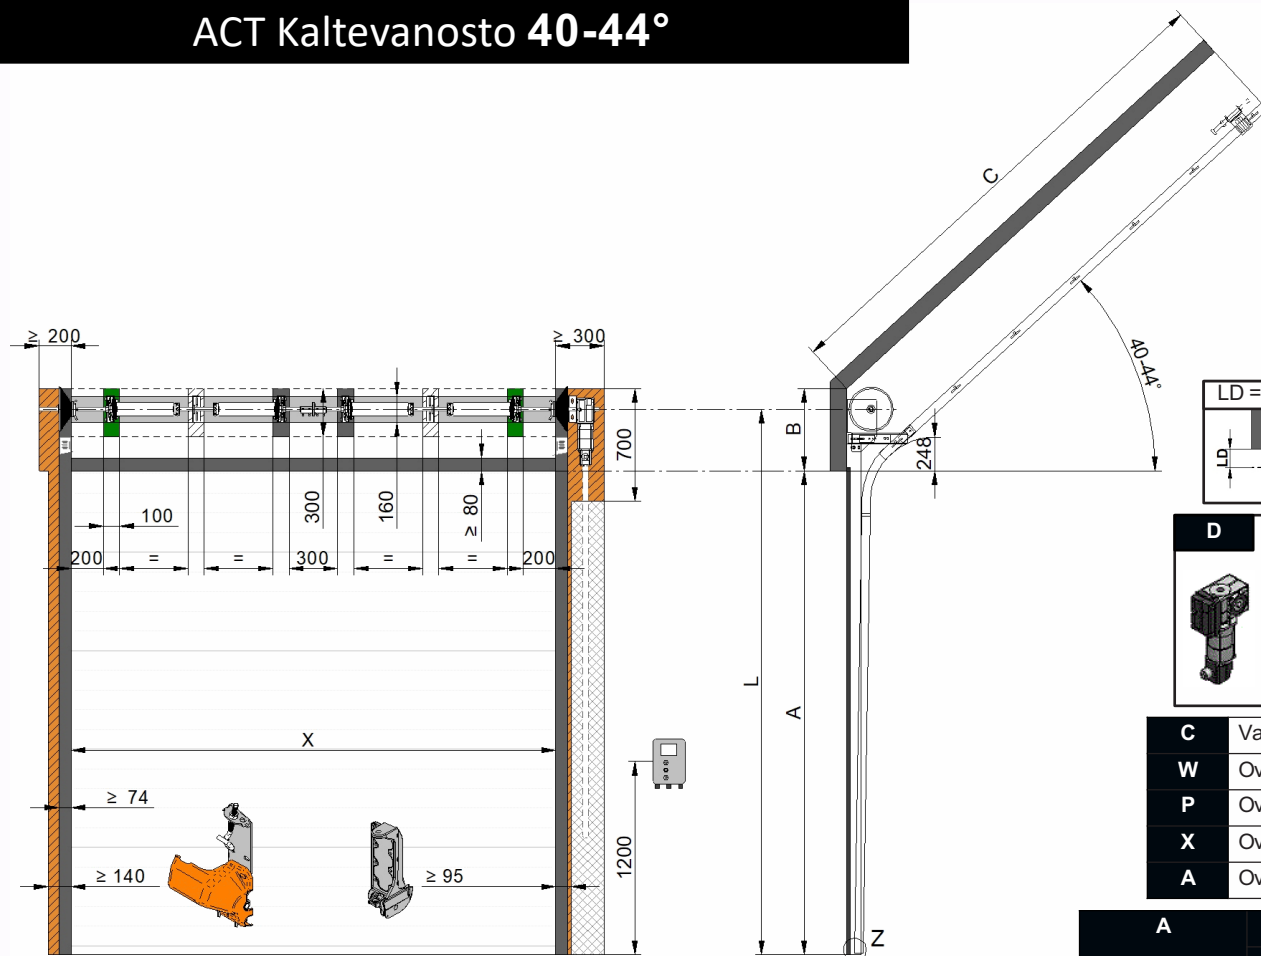 ACT Kaltevanosto 40-44°
≥ 200
≥ 300
C
40-44°
LD =
LD
B
248
700
300
160
≥ 80
100
200
=
=
300
=
=
200
D
L
A
X
≥ 74
≥ 140
≥ 95
1200
Z
C Va
W Ov
P Ov
X Ov
A Ov
A